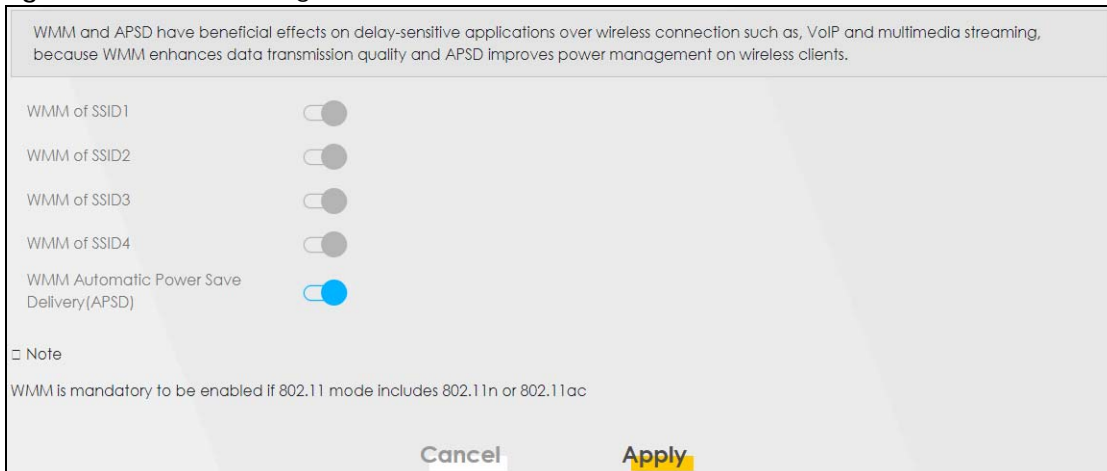 WMM and APSD have beneficial effects on delay-sensitive applications over wireless connection such as, VoIP and multimedia streaming,
because WMM enhances data transmission quality and APSD improves power management on wireless clients.
WMM of SSID1
WMM of SSID2
WMM of SSID3
WMM of SSID4
WMM Automatic Power Save
Delivery(APSD)
Note
WMM is mandatory to be enabled if 802.11 mode includes 802.11n or 802.11ac
Cancel Apply